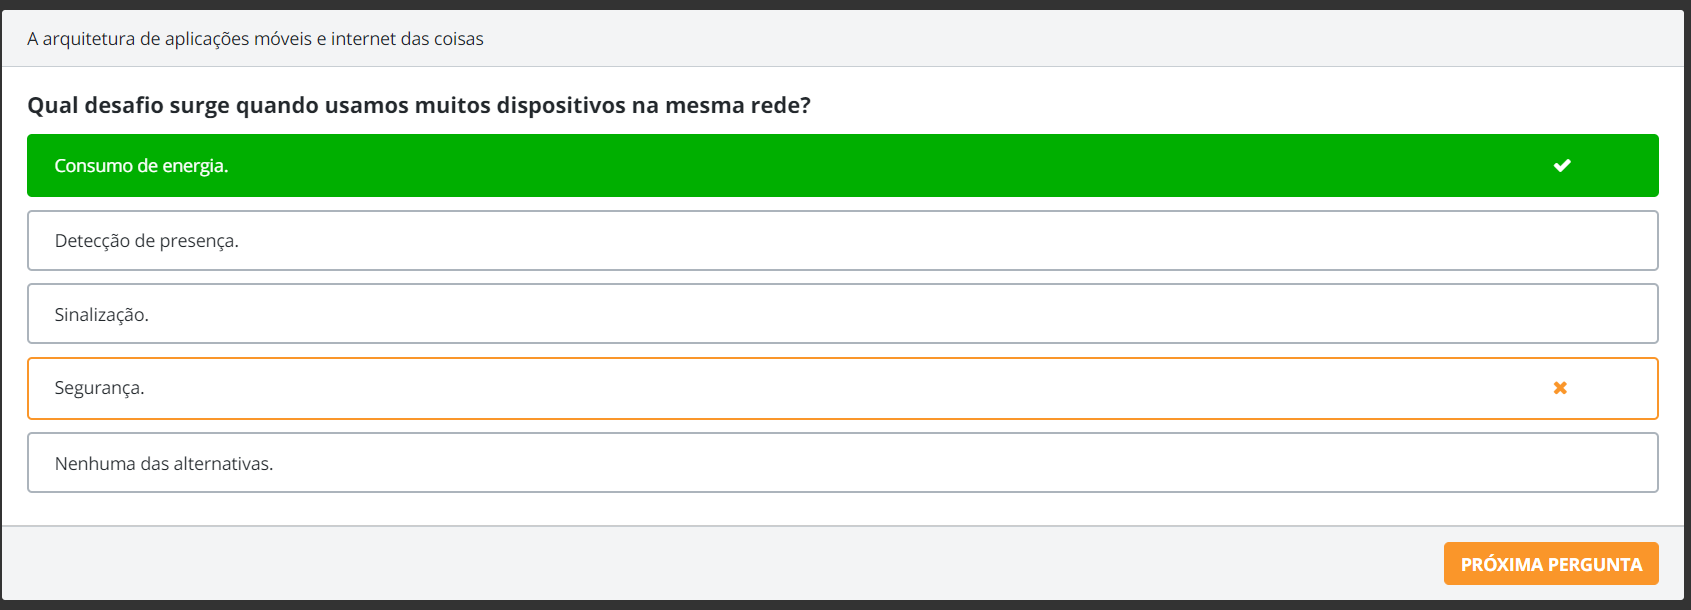 A arquitetura de aplicações móveis e internet das coisas
Qual desafio surge quando usamos muitos dispositivos na mesma rede?
Consumo de energia.
Detecção de presença.
Sinalização.
Segurança.
Nenhuma das alternativas.
PRÓXIMA PERGUNTA